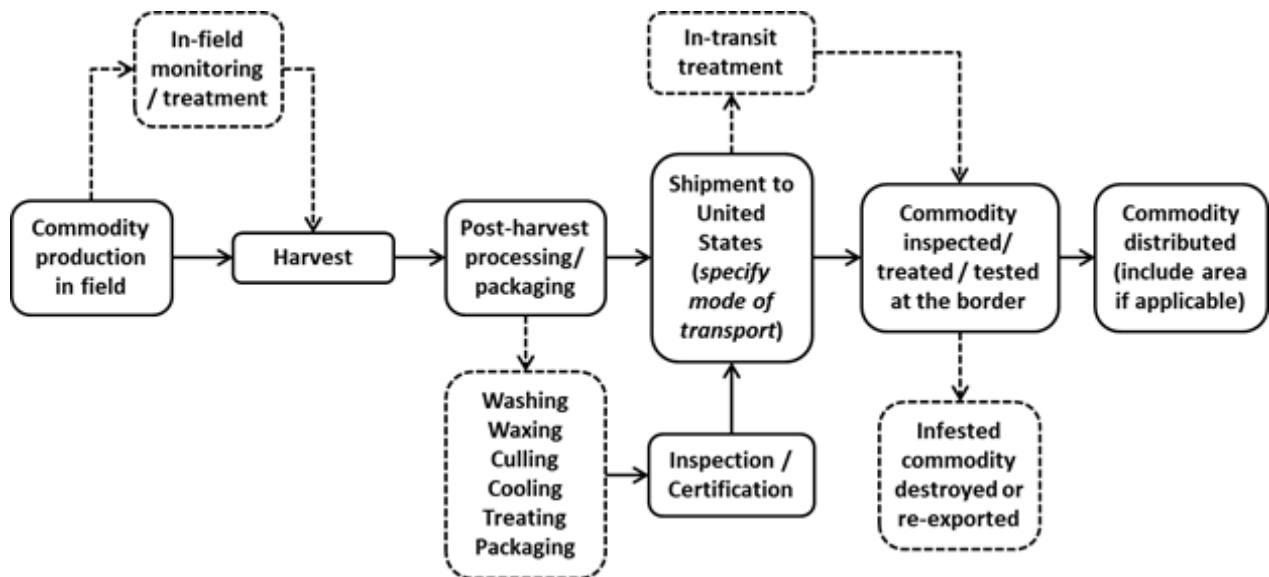 In-field
monitoring
/ treatment
In-transit
treatment
Commodity
production
in field
Harvest
Post-harvest
processing/
packaging
Shipment to
United
States
(specify
mode of
transport)
Commodity
inspected/
treated / tested
at the border
Commodity
distributed
(include area
if applicable)
Washing
Waxing
Culling
Cooling
Treating
Packaging
Inspection /
Certification
Infested
commodity
destroyed or
re-exported